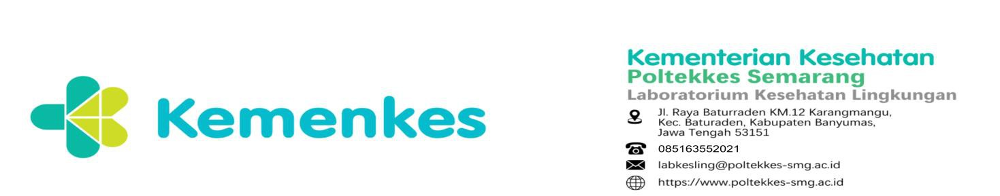 Kemenkes
Kementerian Kesehatan
Poltekkes Semarang
Laboratorium Kesehatan Lingkungan
Jl. Raya Baturraden KM.12 Karangmangu,
Kec. Baturaden, Kabupaten Banyumas,
Jawa Tengah 53151
085163552021
labkesling@poltekkes-smg.ac.id
https://www.poltekkes-smg.ac.id